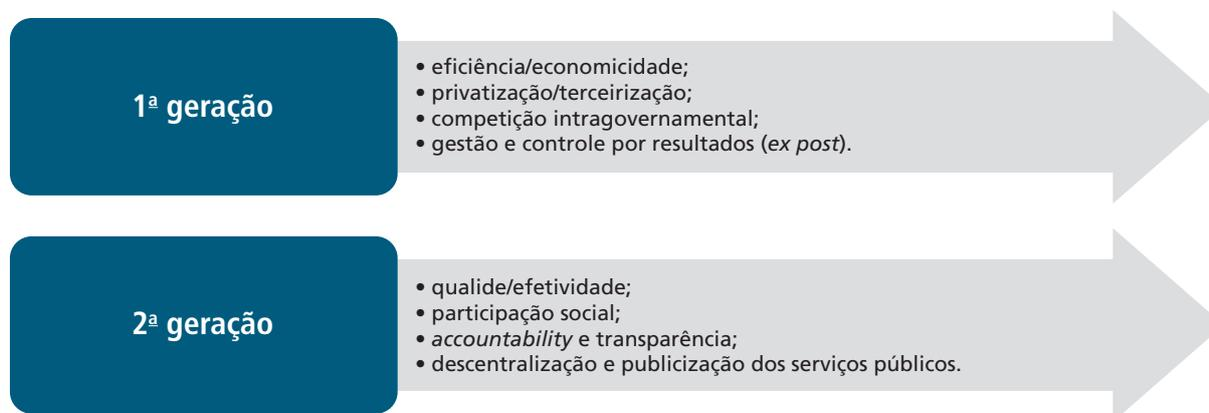 1ª geração
• eficiência/economicidade;
• privatização/terceirização;
• competição intragovernamental;
• gestão e controle por resultados (ex post).
2ª geração
• qualide/efetividade;
• participação social;
• accountability e transparência;
• descentralização e publicização dos serviços públicos.